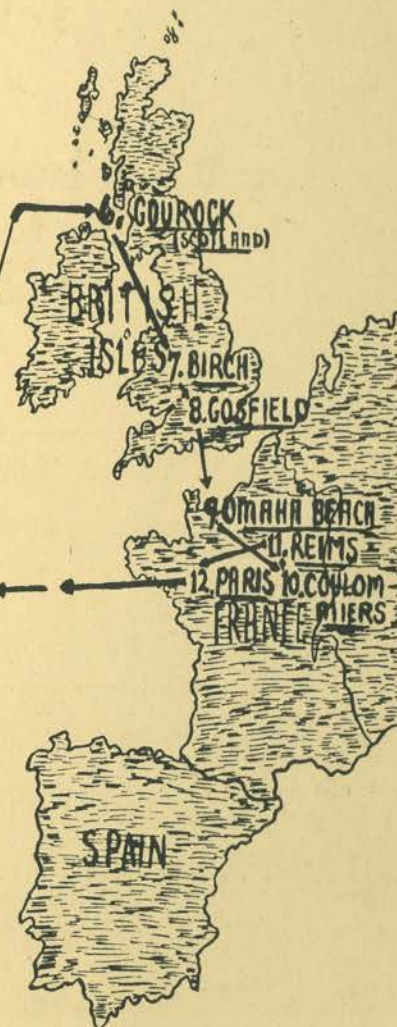 6. GOUROCK
(SCOTLAND)
BRITISH
ISLES
7. BIRCH
8. GOSFIELD
9. OMAHA BEACH
11. REIMS
12. PARIS
10. COULOM
MIERS
FRANCE
SPAIN